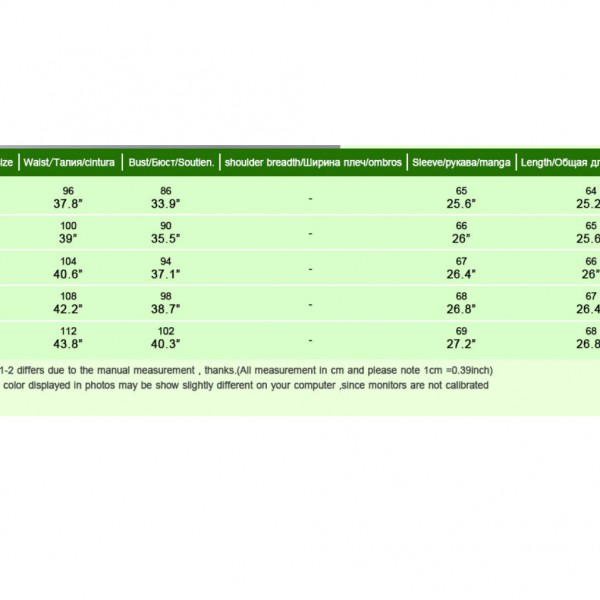 ize Waist/Талия/cintura Bust/Бюст/Soutien. shoulder breadth/Ширина плеч/ombros Sleeve/рукава/manga Length/Общая дл
96 86 - 65 64
37.8" 33.9" 25.6" 25.2
100 90 - 66 65
39" 35.5" 26" 25.6
104 94 - 67 66
40.6" 37.1" 26.4" 26"
108 98 - 68 67
42.2" 38.7" 26.8" 26.4
112 102 - 69 68
43.8" 40.3" 27.2" 26.8
1-2 differs due to the manual measurement , thanks.(All measurement in cm and please note 1cm =0.39inch)
color displayed in photos may be show slightly different on your computer ,since monitors are not calibrated